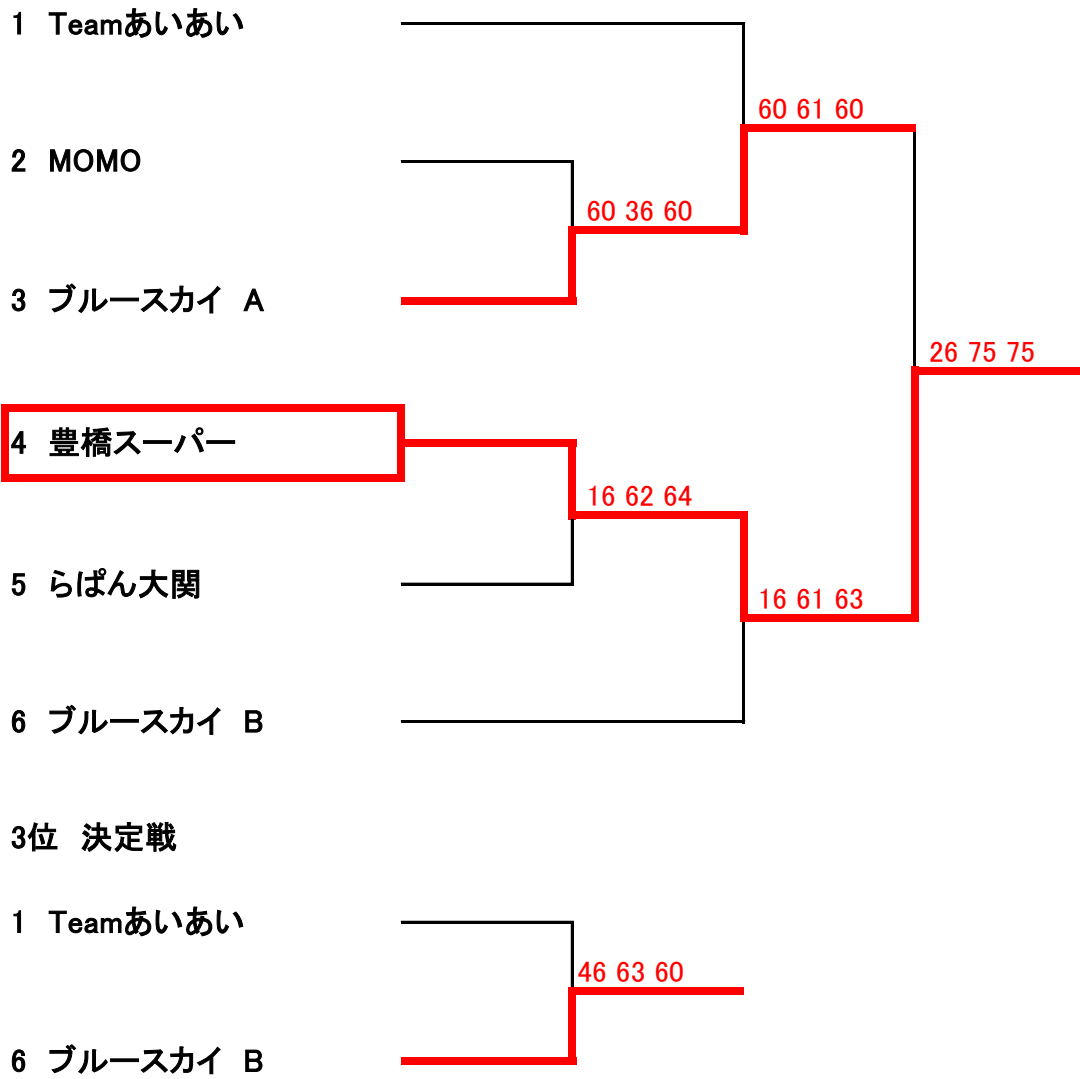 1 Teamあいあい
60 61 60
2 MOMO
60 36 60
3 ブルースカイ A
26 75 75
4 豊橋スーパー
16 62 64
5 らぱん大関
16 61 63
6 ブルースカイ B
3位 決定戦
1 Teamあいあい
46 63 60
6 ブルースカイ B